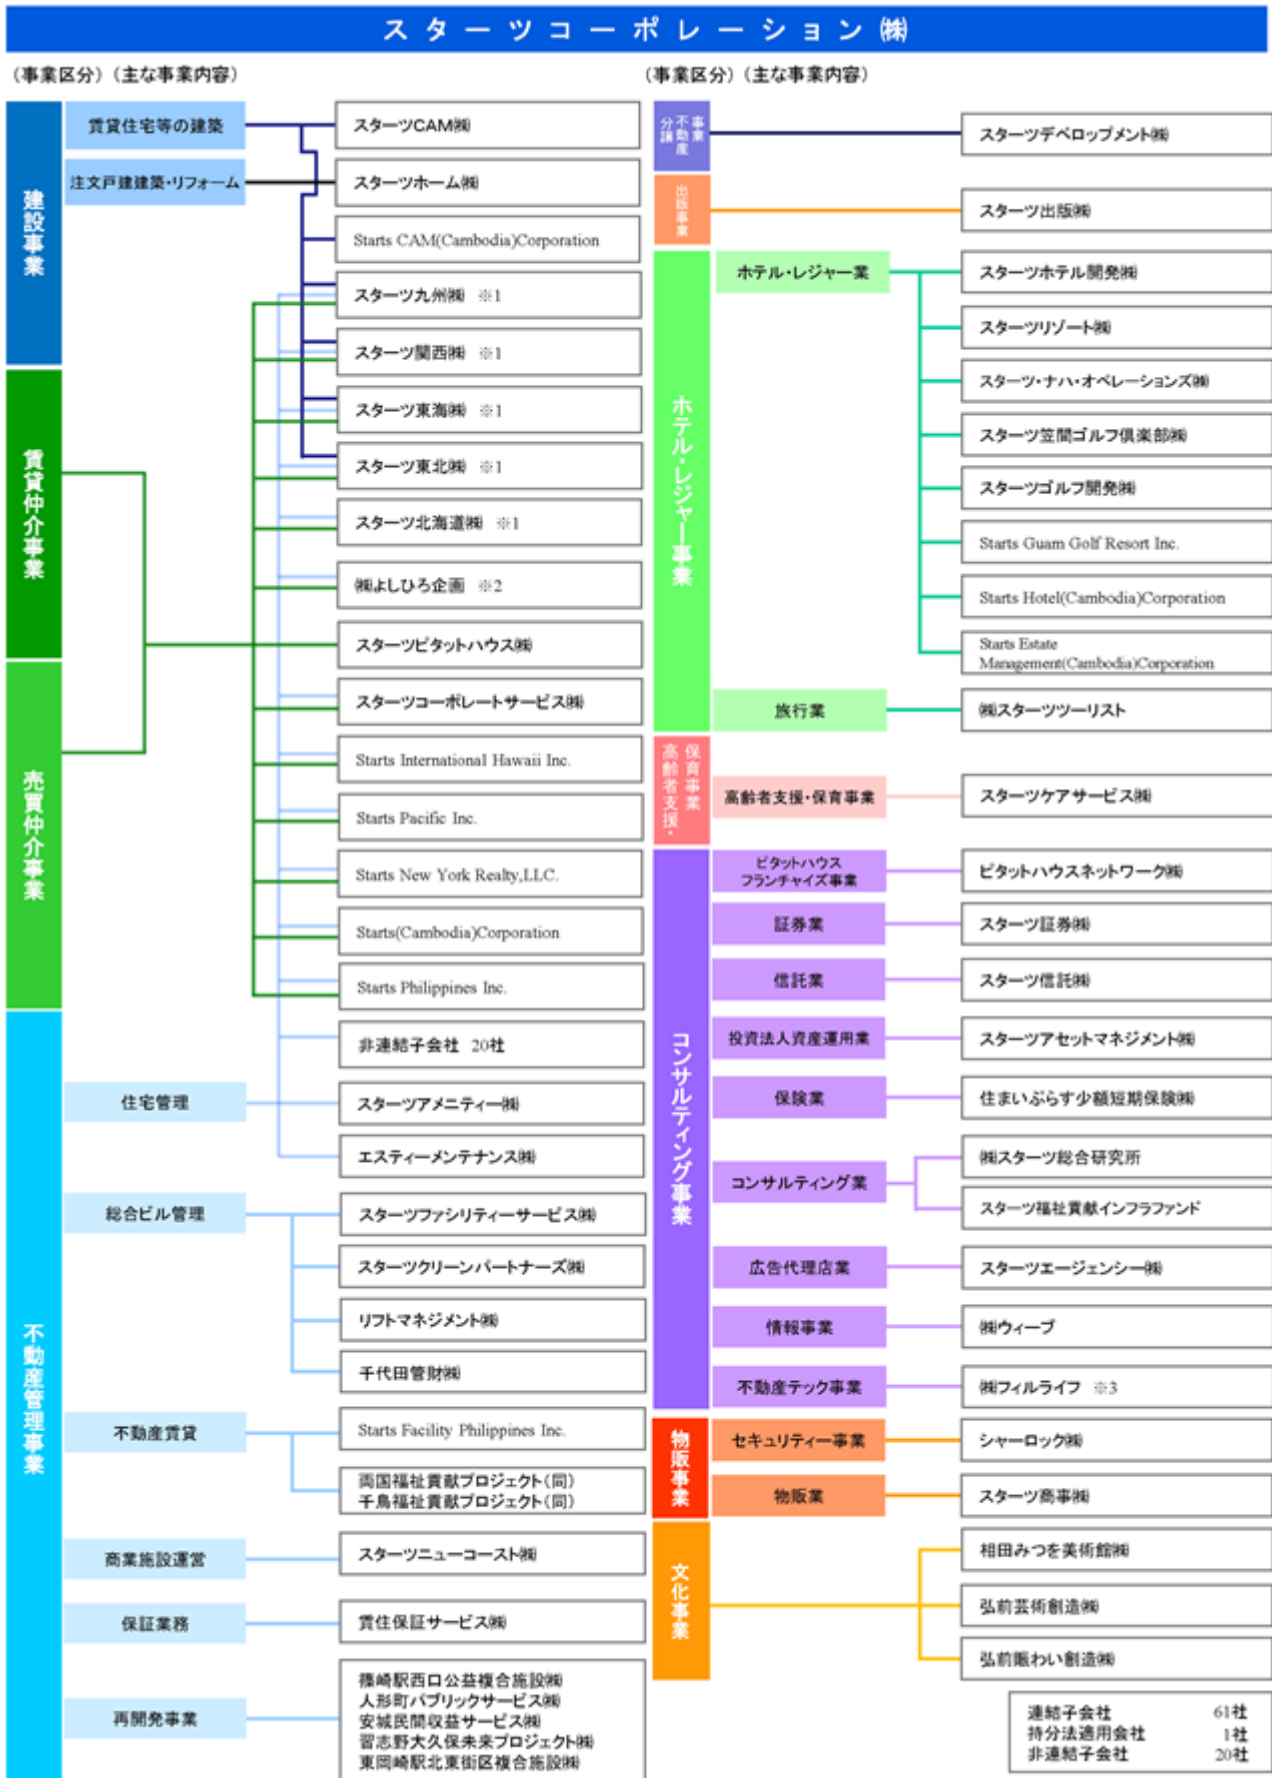 スターツコーポレーション㈱
（事業区分）（主な事業内容）
建設事業
賃貸住宅等の建築
スターツCAM㈱
注文戸建建築・リフォーム
スターツホーム㈱
Starts CAM(Cambodia)Corporation
スターツ九州㈱ ※1
スターツ関西㈱ ※1
賃貸仲介事業
スターツ東海㈱ ※1
スターツ東北㈱ ※1
スターツ北海道㈱ ※1
㈱よしひろ企画 ※2
スターツピタットハウス㈱
売買仲介事業
スターツコーポレートサービス㈱
Starts International Hawaii Inc.
Starts Pacific Inc.
Starts New York Realty,LLC.
Starts(Cambodia)Corporation
Starts Philippines Inc.
不動産管理事業
非連結子会社 20社
住宅管理
スターツアメニティー㈱
エスティーメンテナンス㈱
総合ビル管理
スターツファシリティーサービス㈱
スターツクリーンパートナーズ㈱
リフトマネジメント㈱
千代田管財㈱
不動産賃貸
Starts Facility Philippines Inc.
両国福祉貢献プロジェクト（同）
千鳥福祉貢献プロジェクト（同）
商業施設運営
スターツニューコースト㈱
保証業務
賃住保証サービス㈱
再開発事業
篠崎駅西口公益複合施設㈱
人形町パブリックサービス㈱
安城民間収益サービス㈱
習志野大久保未来プロジェクト㈱
東岡崎駅北東街区複合施設㈱
（事業区分）（主な事業内容）
分譲
不動産
事業
スターツデベロップメント㈱
出版事業
スターツ出版㈱
ホテル・レジャー事業
ホテル・レジャー業
スターツホテル開発㈱
スターツリゾート㈱
スターツ・ナハ・オペレーションズ㈱
スターツ笠間ゴルフ倶楽部㈱
スターツゴルフ開発㈱
Starts Guam Golf Resort Inc.
Starts Hotel(Cambodia)Corporation
Starts Estate
Management(Cambodia)Corporation
旅行業
㈱スターツツーリスト
高齢者支援・
保育事業
高齢者支援・保育事業
スターツケアサービス㈱
コンサルティング事業
ピタットハウス
フランチャイズ事業
ピタットハウスネットワーク㈱
証券業
スターツ証券㈱
信託業
スターツ信託㈱
投資法人資産運用業
スターツアセットマネジメント㈱
保険業
住まいぷらす少額短期保険㈱
コンサルティング業
㈱スターツ総合研究所
スターツ福祉貢献インフラファンド
広告代理店業
スターツエージェンシー㈱
情報事業
㈱ウィーブ
不動産テック事業
㈱フィルライフ ※3
物販事業
セキュリティー事業
シャーロック㈱
物販業
スターツ商事㈱
文化事業
相田みつを美術館㈱
弘前芸術創造㈱
弘前賑わい創造㈱
連結子会社 61社
持分法適用会社 1社
非連結子会社 20社